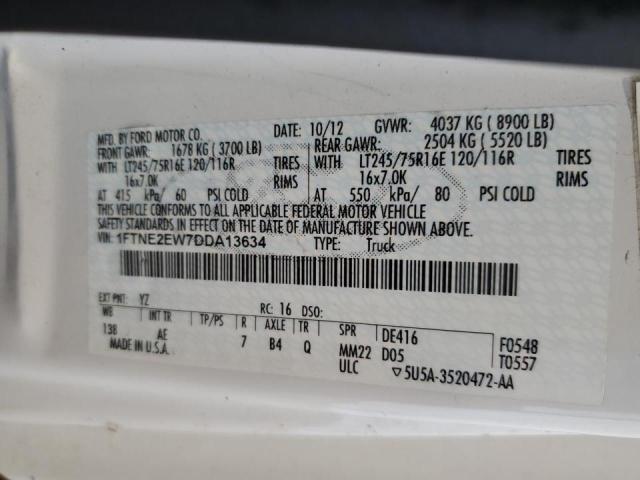 MFD. BY FORD MOTOR CO.
DATE: 10/12 GVWR: 4037 KG ( 8900 LB)
FRONT GAWR: 1678 KG ( 3700 LB) REAR GAWR: 2504 KG ( 5520 LB)
WITH LT245/75R16E 120/116R TIRES WITH LT245/75R16E 120/116R TIRES
16x7.0K RIMS 16x7.0K RIMS
AT 415 kPa/ 60 PSI COLD AT 550 kPa/ 80 PSI COLD
THIS VEHICLE CONFORMS TO ALL APPLICABLE FEDERAL MOTOR VEHICLE
SAFETY STANDARDS IN EFFECT ON THE DATE OF MANUFACTURE SHOWN ABOVE.
VIN: 1FTNE2EW7DDA13634 TYPE: Truck
EXT PNT: YZ RC: 16 DSO:
WB INT TR TP/PS R AXLE TR SPR DE416 F0548
138 AE 7 B4 Q MM22 D05 T0557
MADE IN U.S.A. ULC ▽5U5A-3520472-AA